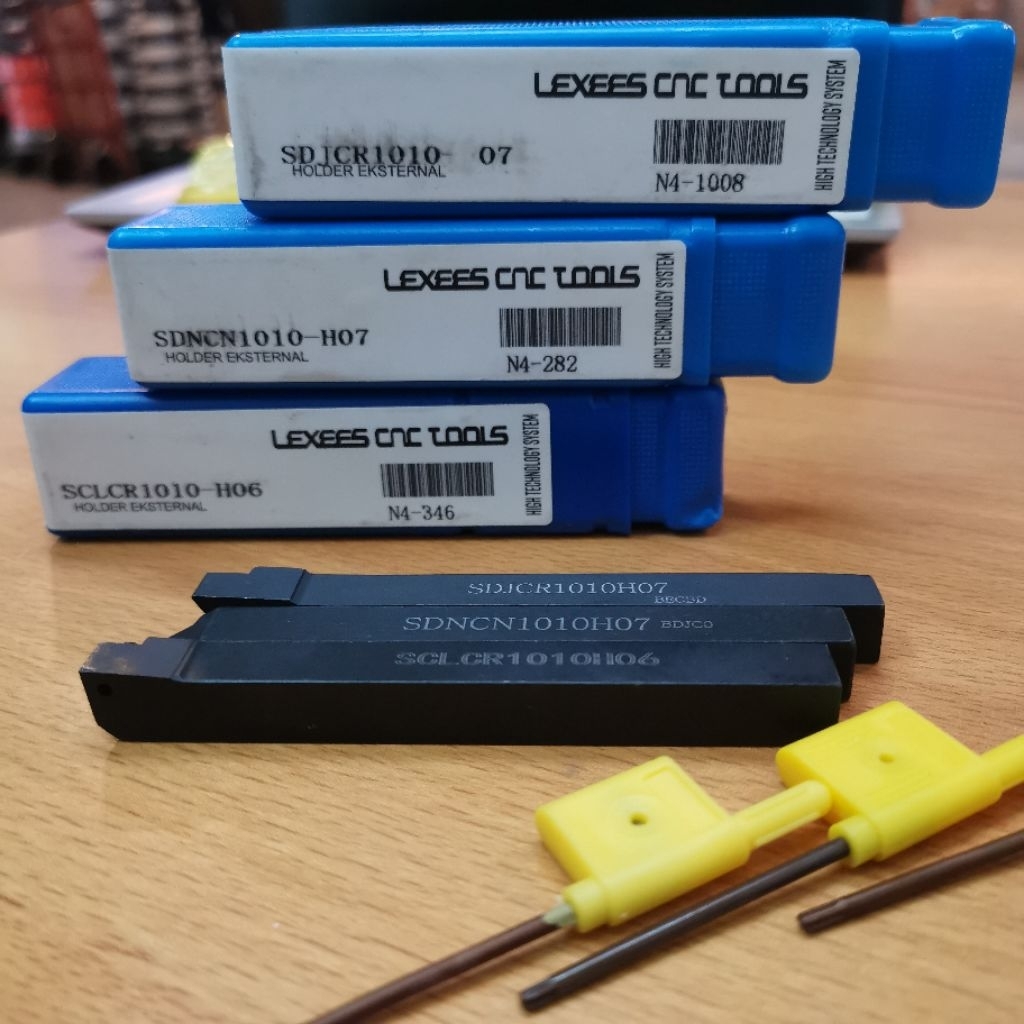 LEXEES CNC TOOLS
SDJCR1010- 07
HOLDER EKSTERNAL
N4-1008
HIGH TECHNOLOGY SYSTEM
LEXEES CNC TOOLS
SDNCN1010-H07
HOLDER EKSTERNAL
N4-282
HIGH TECHNOLOGY SYSTEM
LEXEES CNC TOOLS
SCLCR1010-H06
HOLDER EKSTERNAL
N4-346
HIGH TECHNOLOGY SYSTEM
SDJCR1010H07
SDNCN1010H07
SCLCR1010H06